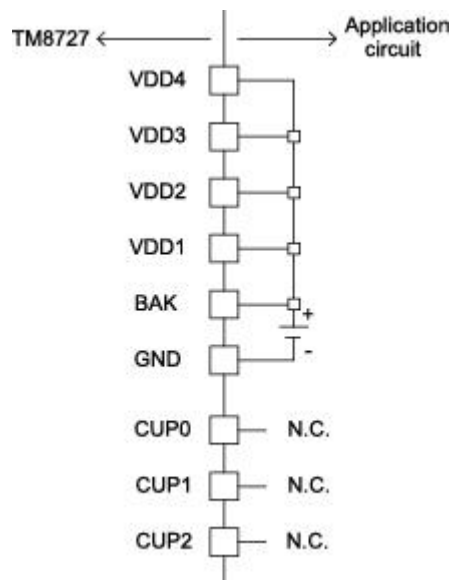 TM8727
Application
circuit
VDD4
VDD3
VDD2
VDD1
BAK
+
GND
-
CUP0 N.C.
CUP1 N.C.
CUP2 N.C.